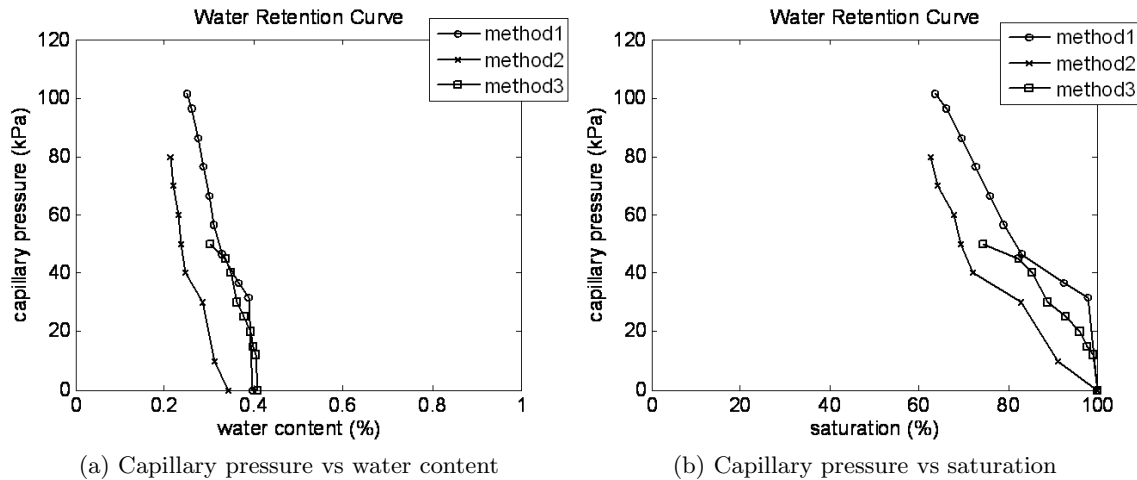 Water Retention Curve
method1
method2
method3
120
100
80
60
40
20
0
capillary pressure (kPa)
0 0.2 0.4 0.6 0.8 1
water content (%)
(a) Capillary pressure vs water content
Water Retention Curve
method1
method2
method3
120
100
80
60
40
20
0
capillary pressure (kPa)
0 20 40 60 80 100
saturation (%)
(b) Capillary pressure vs saturation